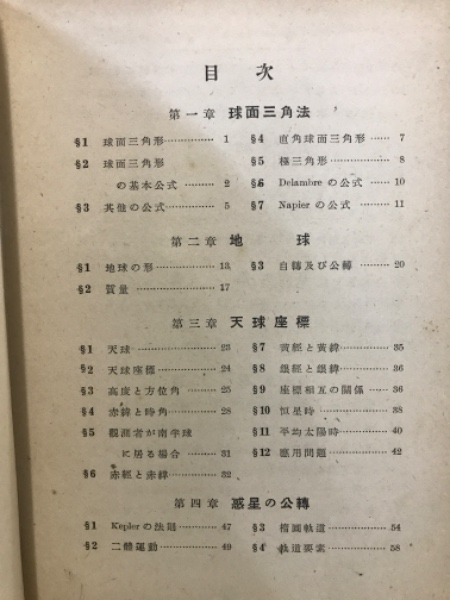 目次
第一章 球面三角法
§1 球面三角形…………… 1
§2 球面三角形
の基本公式 ……… 2
§3 其他の公式…………… 5
§4 直角球面三角形 …… 7
§5 極三角形……………… 8
§6 Delambre の公式 …… 10
§7 Napier の公式………… 11
第二章 地球
§1 地球の形……………… 13
§2 質量 ………………… 17
§3 自轉及び公轉 ……… 20
第三章 天球座標
§1 天球 ………………… 23
§2 天球座標……………… 24
§3 高度と方位角 ……… 25
§4 赤緯と時角…………… 28
§5 觀測者が南半球
に居る場合 ……… 31
§6 赤經と赤緯…………… 32
§7 黃經と黃緯…………… 35
§8 銀經と銀緯…………… 36
§9 座標相互の關係 …… 36
§10 恒星時 ……………… 38
§11 平均太陽時………… 40
§12 應用問題…………… 42
第四章 惑星の公轉
§1 Kepler の法則………… 47
§2 二體運動……………… 49
§3 楕圓軌道……………… 54
§4 軌道要素……………… 58